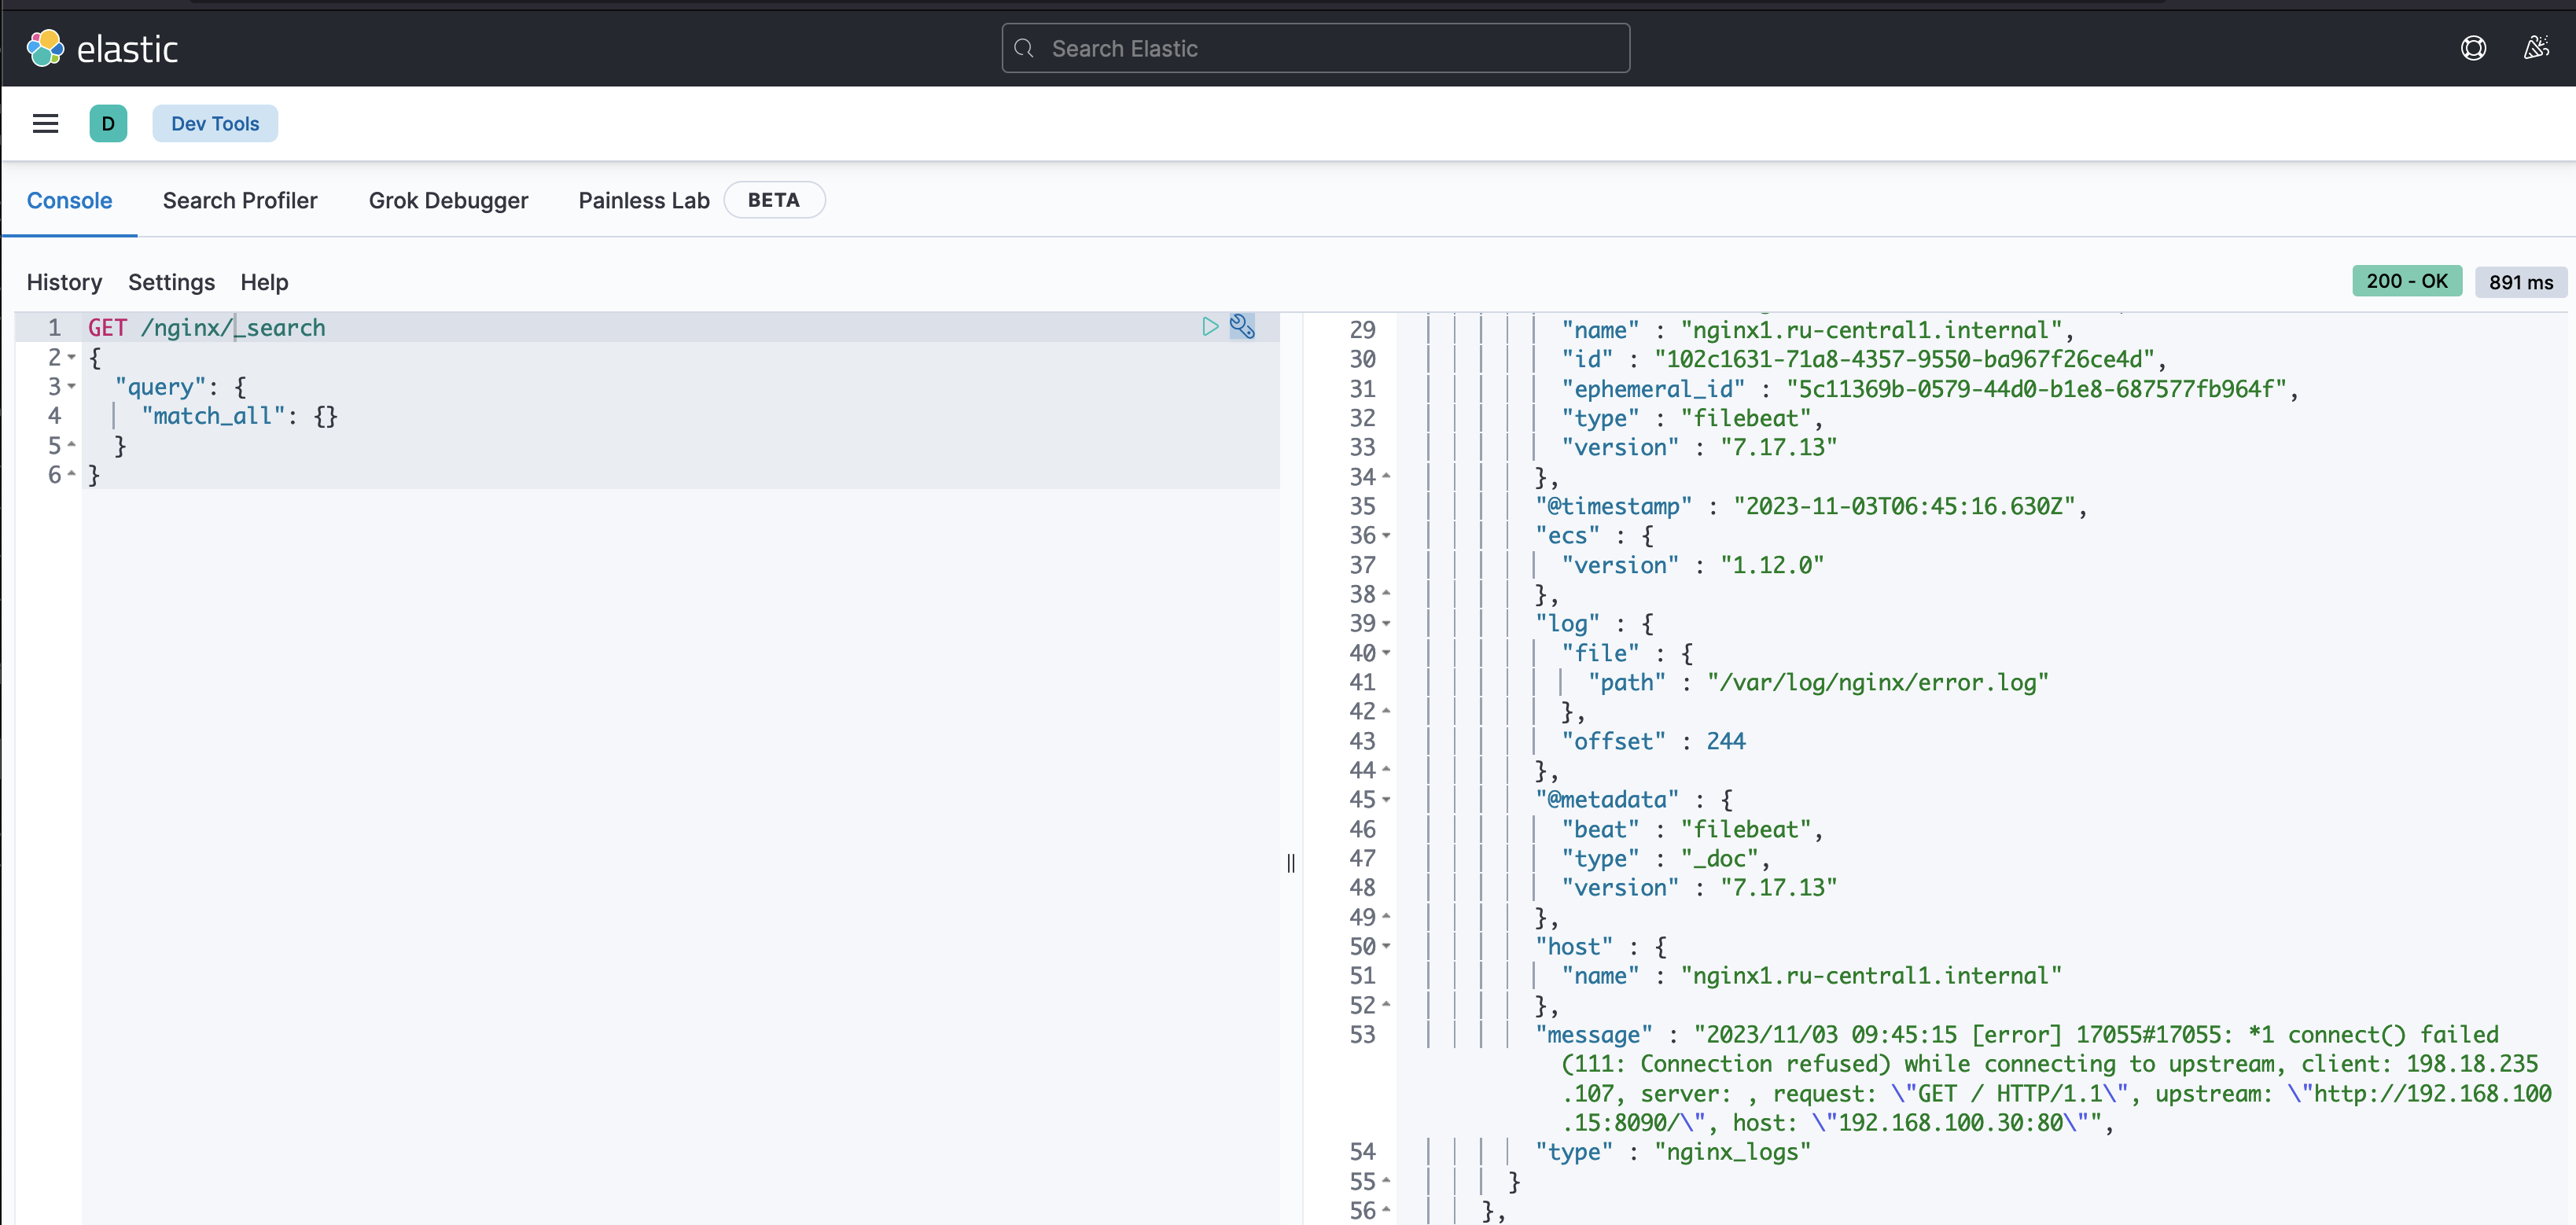 elastic
Search Elastic
D
Dev Tools
Console
Search Profiler
Grok Debugger
Painless Lab
BETA
History
Settings
Help
200 - OK
891 ms
1 GET /nginx/_search
2 {
3 "query": {
4 "match_all": {}
5 }
6 }
29 "name" : "nginx1.ru-central1.internal",
30 "id" : "102c1631-71a8-4357-9550-ba967f26ce4d",
31 "ephemeral_id" : "5c11369b-0579-44d0-b1e8-687577fb964f",
32 "type" : "filebeat",
33 "version" : "7.17.13"
34 },
35 "@timestamp" : "2023-11-03T06:45:16.630Z",
36 "ecs" : {
37 "version" : "1.12.0"
38 },
39 "log" : {
40 "file" : {
41 "path" : "/var/log/nginx/error.log"
42 },
43 "offset" : 244
44 },
45 "@metadata" : {
46 "beat" : "filebeat",
47 "type" : "_doc",
48 "version" : "7.17.13"
49 },
50 "host" : {
51 "name" : "nginx1.ru-central1.internal"
52 },
53 "message" : "2023/11/03 09:45:15 [error] 17055#17055: *1 connect() failed
(111: Connection refused) while connecting to upstream, client: 198.18.235
.107, server: , request: \"GET / HTTP/1.1\", upstream: \"http://192.168.100
.15:8090/\", host: \"192.168.100.30:80\"",
54 "type" : "nginx_logs"
55 }
56 },